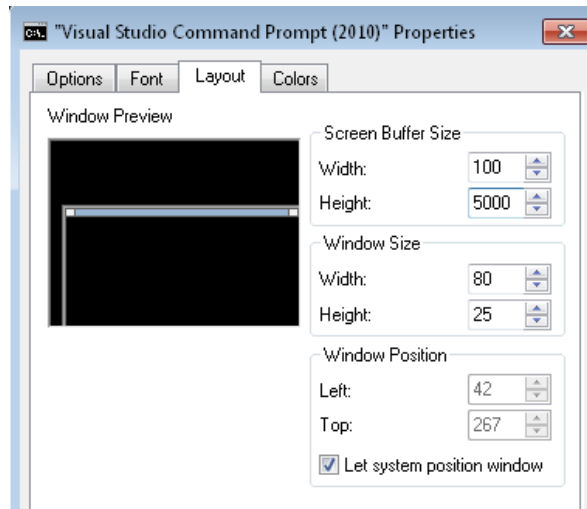 "Visual Studio Command Prompt (2010)" Properties
Options Font Layout Colors
Window Preview
Screen Buffer Size
Width: 100
Height: 5000
Window Size
Width: 80
Height: 25
Window Position
Left: 42
Top: 267
Let system position window